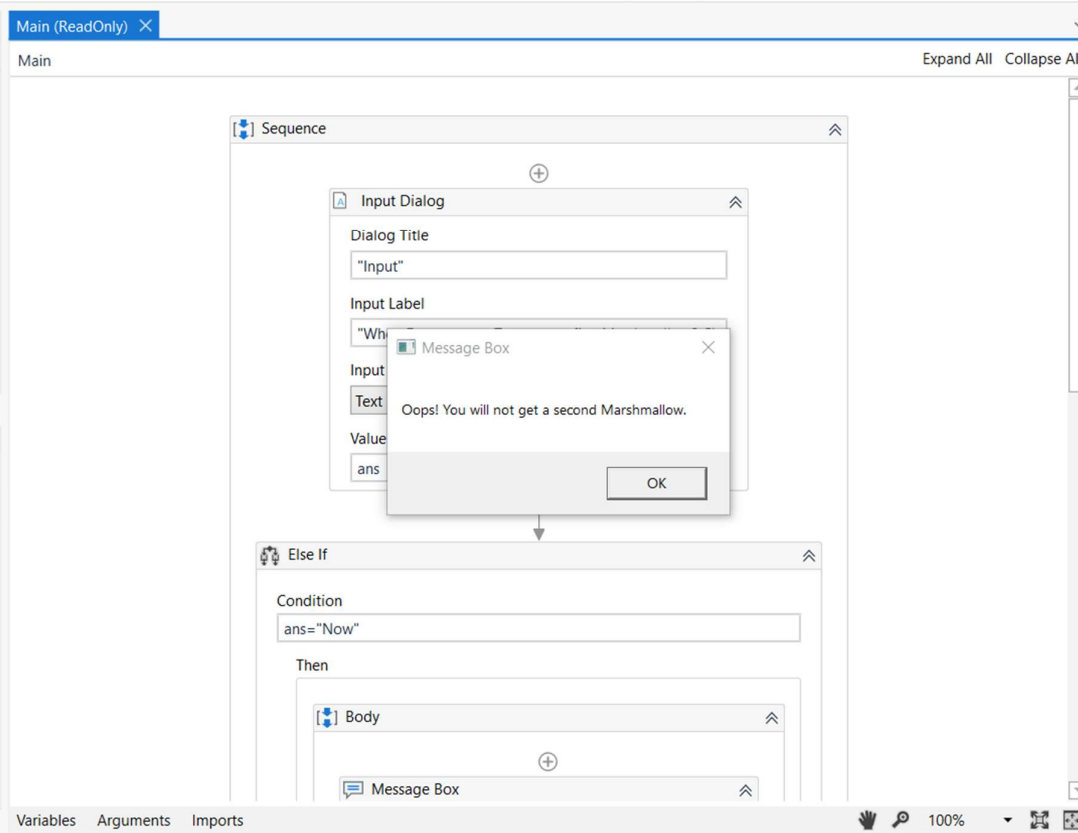 Main (ReadOnly)
Main
Expand All Collapse Al
Sequence
Input Dialog
Dialog Title
"Input"
Input Label
"Whe
Message Box
Input
Text
Oops! You will not get a second Marshmallow.
Value
ans
OK
Else If
Condition
ans="Now"
Then
Body
Message Box
Variables Arguments Imports
100%